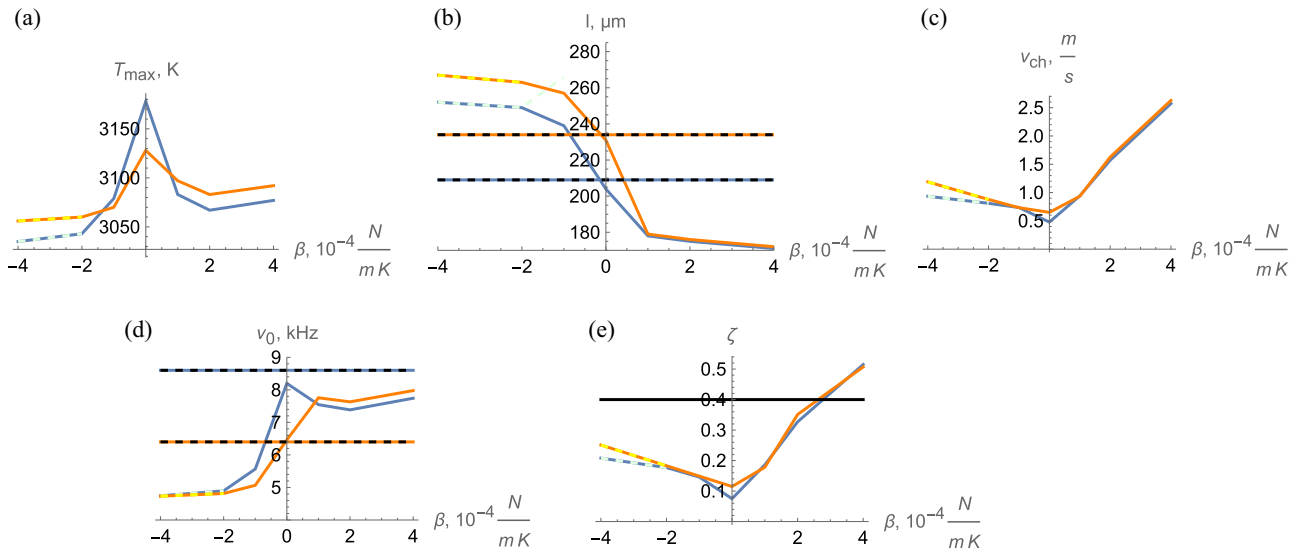 (a)
T_max, K
3150
3100
3050
−4 −2 0 2 4
β, 10^−4 N/(m K)
(b)
l, μm
280
260
240
220
200
180
−4 −2 0 2 4
β, 10^−4 N/(m K)
(c)
v_ch, m/s
2.5
2.0
1.5
1.0
0.5
−4 −2 0 2 4
β, 10^−4 N/(m K)
(d)
ν_0, kHz
9
8
7
6
5
−4 −2 0 2 4
β, 10^−4 N/(m K)
(e)
ζ
0.5
0.4
0.3
0.2
0.1
−4 −2 0 2 4
β, 10^−4 N/(m K)